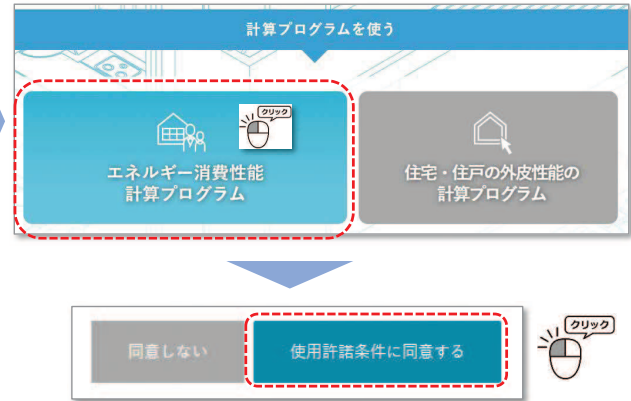 計算プログラムを使う
クリック
エネルギー消費性能
計算プログラム
住宅・住戸の外皮性能の
計算プログラム
同意しない
使用許諾条件に同意する
クリック